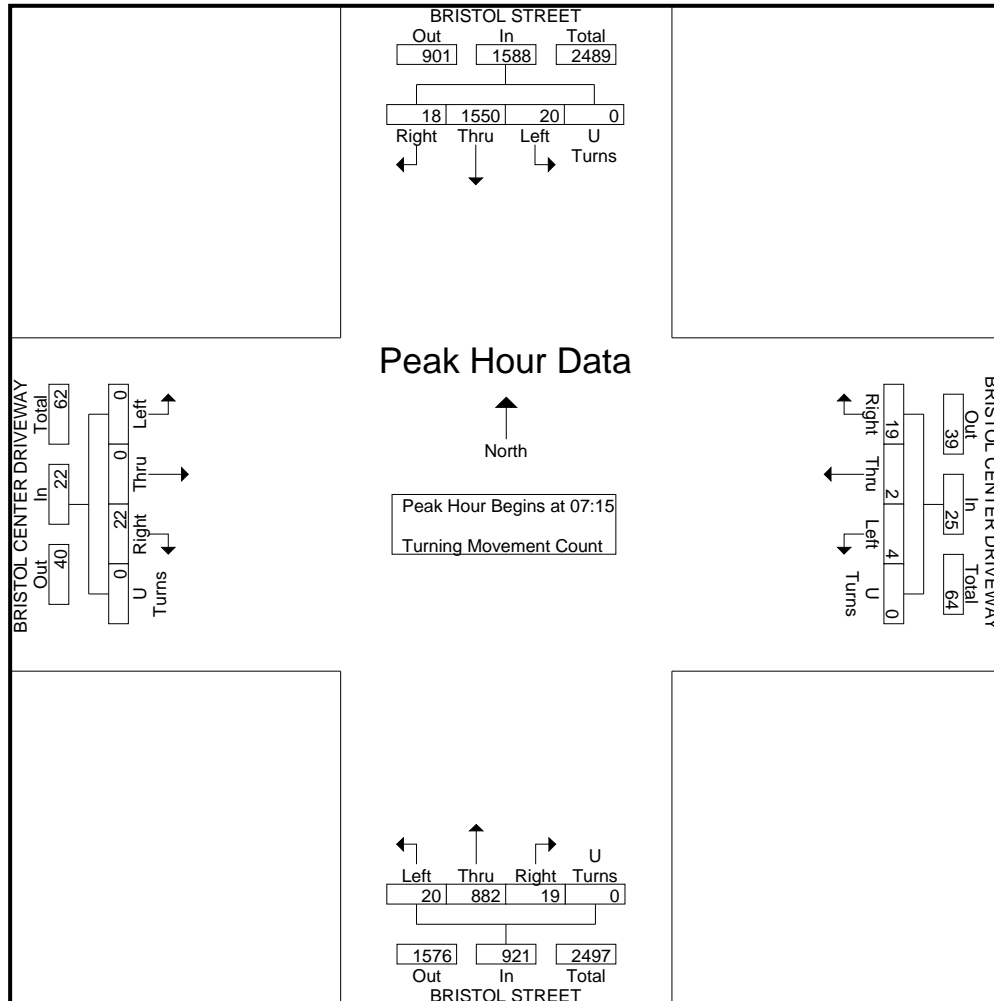 BRISTOL STREET
Out In Total
901 1588 2489
18 1550 20 0
Right Thru Left U Turns
Peak Hour Data
North
Peak Hour Begins at 07:15
Turning Movement Count
BRISTOL CENTER DRIVEWAY
Total In Out
62 22 40
0 0 22 0
Left Thru Right U Turns
BRISTOL CENTER DRIVEWAY
Out In Total
39 25 64
19 2 4 0
Right Thru Left U Turns
Left Thru Right U Turns
20 882 19 0
1576 921 2497
Out In Total
BRISTOL STREET